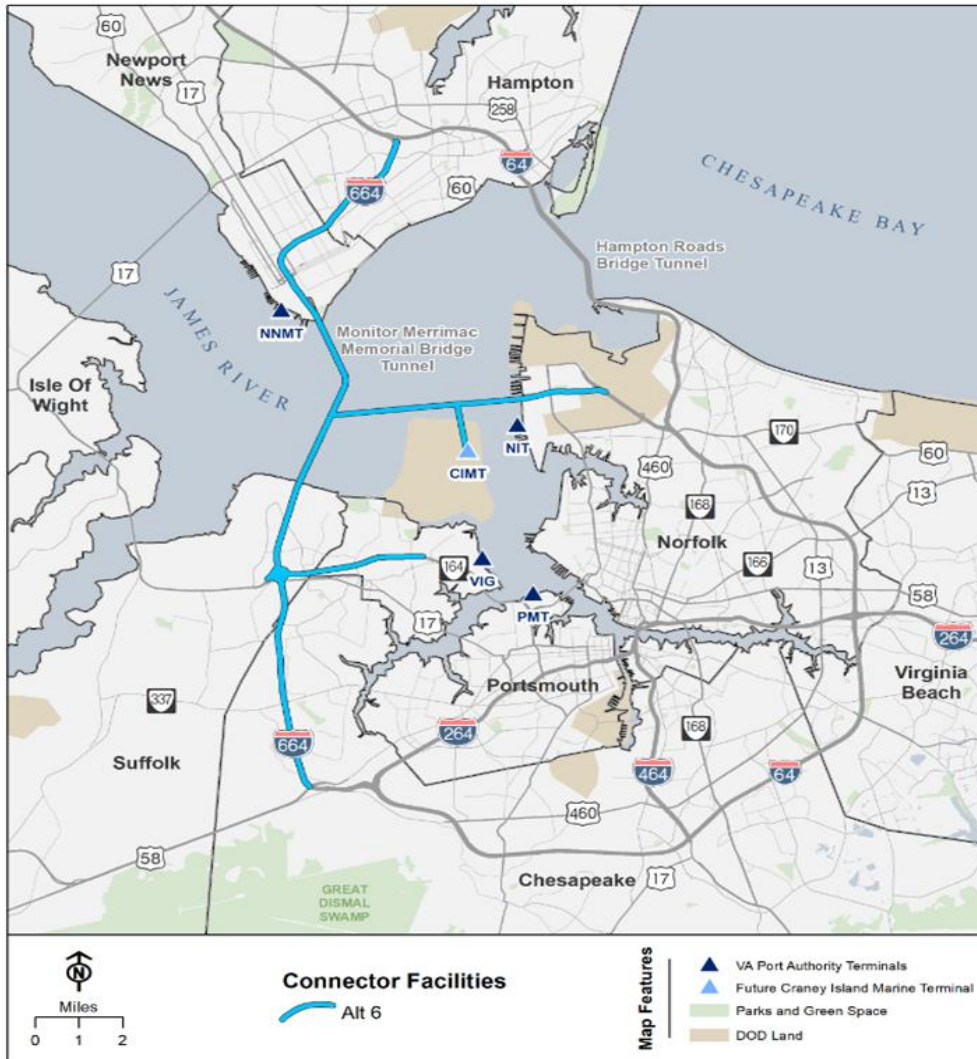 60
Newport
News
17
Hampton
258
64
664
60
CHESAPEAKE BAY
Hampton Roads
Bridge Tunnel
17
NNMT
JAMES RIVER
Monitor Merrimac
Memorial Bridge
Tunnel
Isle Of
Wight
NIT
170
CIMT
460
60
13
168
Norfolk
164
VIG
166
13
58
PMT
17
264
Virginia
Beach
Portsmouth
337
664
264
168
Suffolk
464
64
460
58
Chesapeake
17
GREAT
DISMAL
SWAMP
N
Miles
0 1 2
Connector Facilities
Alt 6
Map Features
VA Port Authority Terminals
Future Craney Island Marine Terminal
Parks and Green Space
DOD Land